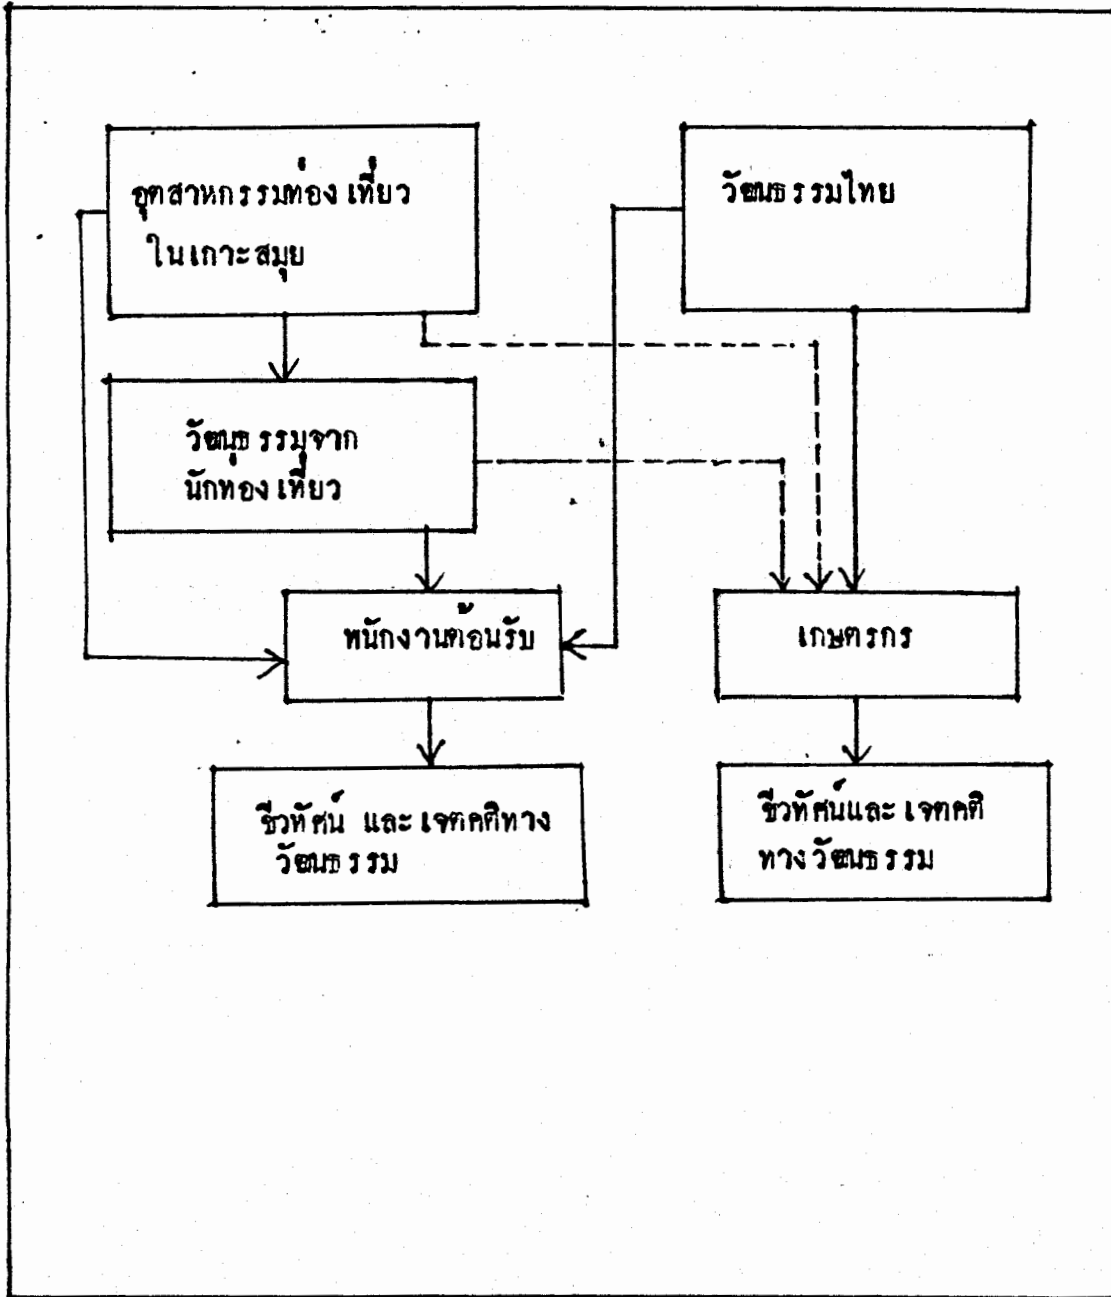 อุตสาหกรรมท่องเที่ยว
ในเกาะสมุย
วัฒนธรรมไทย
วัฒนธรรมจาก
นักท่องเที่ยว
พนักงานต้อนรับ
เกษตรกร
ชีวทัศน์ และเจตคติทาง
วัฒนธรรม
ชีวทัศน์และเจตคติ
ทางวัฒนธรรม